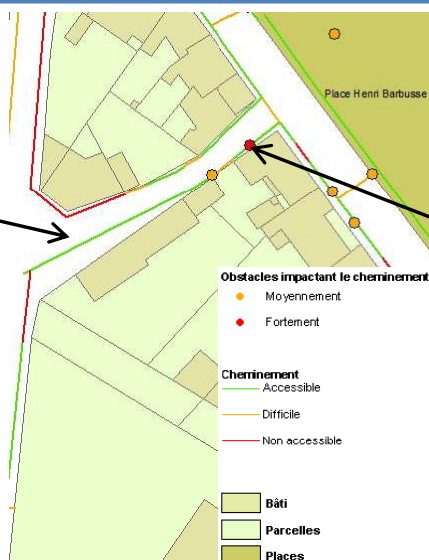 Place Henri Barbusse
Obstacles impactant le cheminement
Moyennement
Fortement
Cheminement
Accessible
Difficile
Non accessible
Bâti
Parcelles
Places